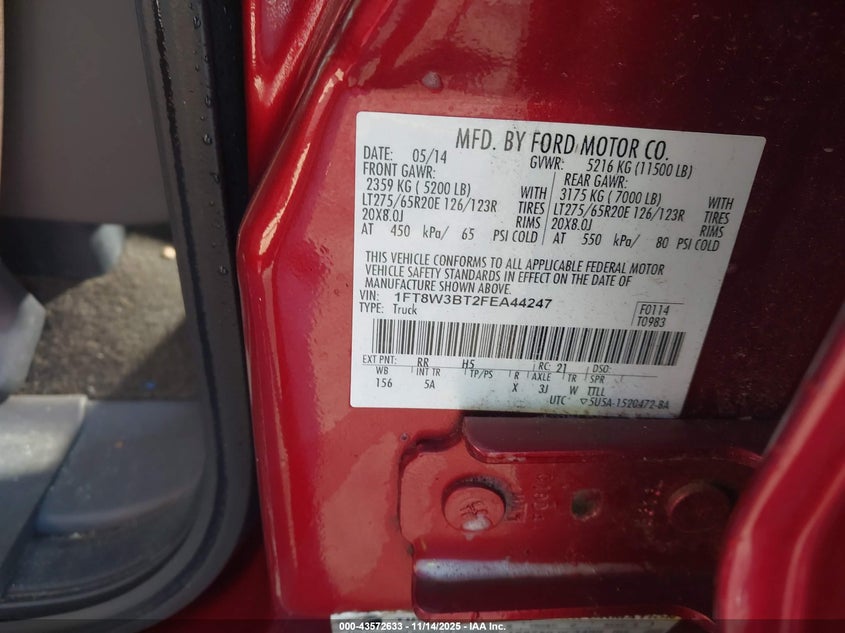 MFD. BY FORD MOTOR CO.
DATE: 05/14 GVWR: 5216 KG (11500 LB)
FRONT GAWR: REAR GAWR:
2359 KG ( 5200 LB) WITH 3175 KG ( 7000 LB) WITH
LT275/65R20E 126/123R TIRES LT275/65R20E 126/123R TIRES
20X8.0J RIMS 20X8.0J RIMS
AT 450 kPa/ 65 PSI COLD AT 550 kPa/ 80 PSI COLD
THIS VEHICLE CONFORMS TO ALL APPLICABLE FEDERAL MOTOR
VEHICLE SAFETY STANDARDS IN EFFECT ON THE DATE OF
MANUFACTURE SHOWN ABOVE.
VIN: 1FT8W3BT2FEA44247 F0114
TYPE: Truck T0983
EXT PNT: RR H5 RC: 21 DSO:
WB INT TR TP/PS R AXLE TR SPR
156 5A X 3J W TTLL
UTC ▽5U5A-1520472-BA
000-43572633 - 11/14/2025 - IAA Inc.